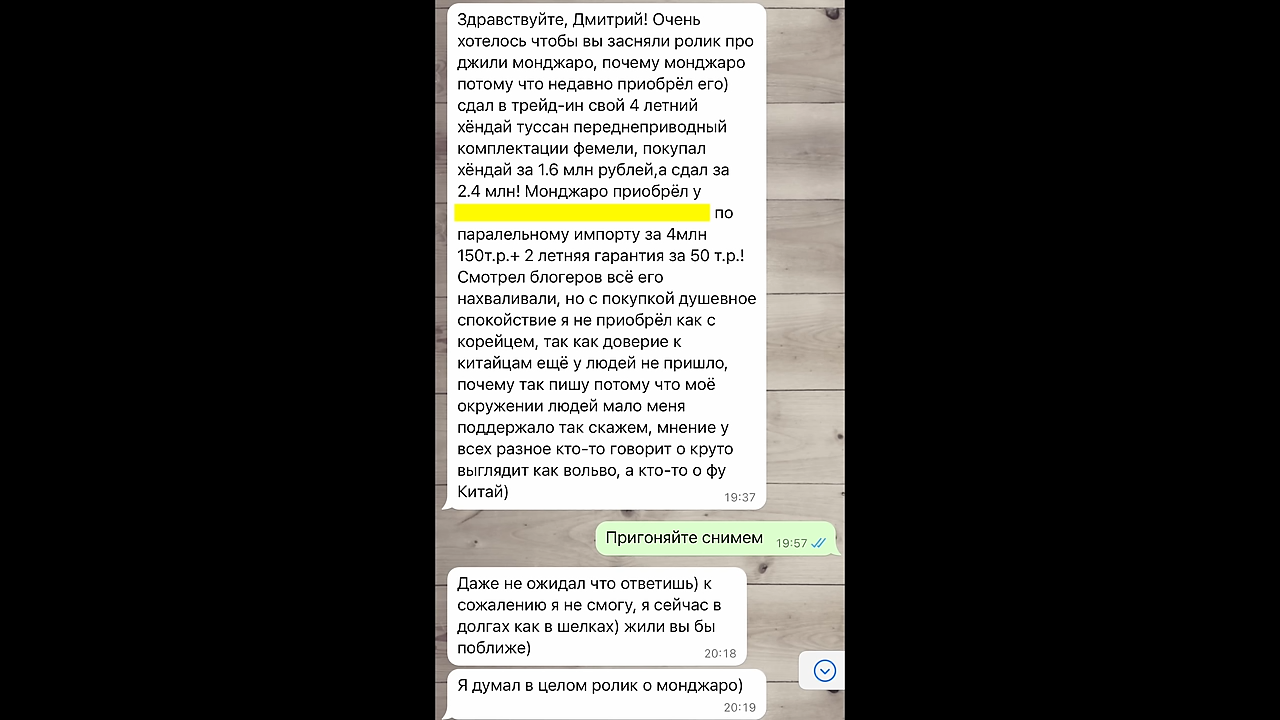 Здравствуйте, Дмитрий! Очень
хотелось чтобы вы засняли ролик про
джили монджаро, почему монджаро
потому что недавно приобрёл его)
сдал в трейд-ин свой 4 летний
хёндай туссан переднеприводный
комплектации фемели, покупал
хёндай за 1.6 млн рублей,а сдал за
2.4 млн! Монджаро приобрёл у
по
паралельному импорту за 4млн
150т.р.+ 2 летняя гарантия за 50 т.р.!
Смотрел блогеров всё его
нахваливали, но с покупкой душевное
спокойствие я не приобрёл как с
корейцем, так как доверие к
китайцам ещё у людей не пришло,
почему так пишу потому что моё
окружении людей мало меня
поддержало так скажем, мнение у
всех разное кто-то говорит о круто
выглядит как вольво, а кто-то о фу
Китай)
19:37
Пригоняйте снимем
19:57
Даже не ожидал что ответишь) к
сожалению я не смогу, я сейчас в
долгах как в шелках) жили вы бы
поближе)
20:18
Я думал в целом ролик о монджаро)
20:19